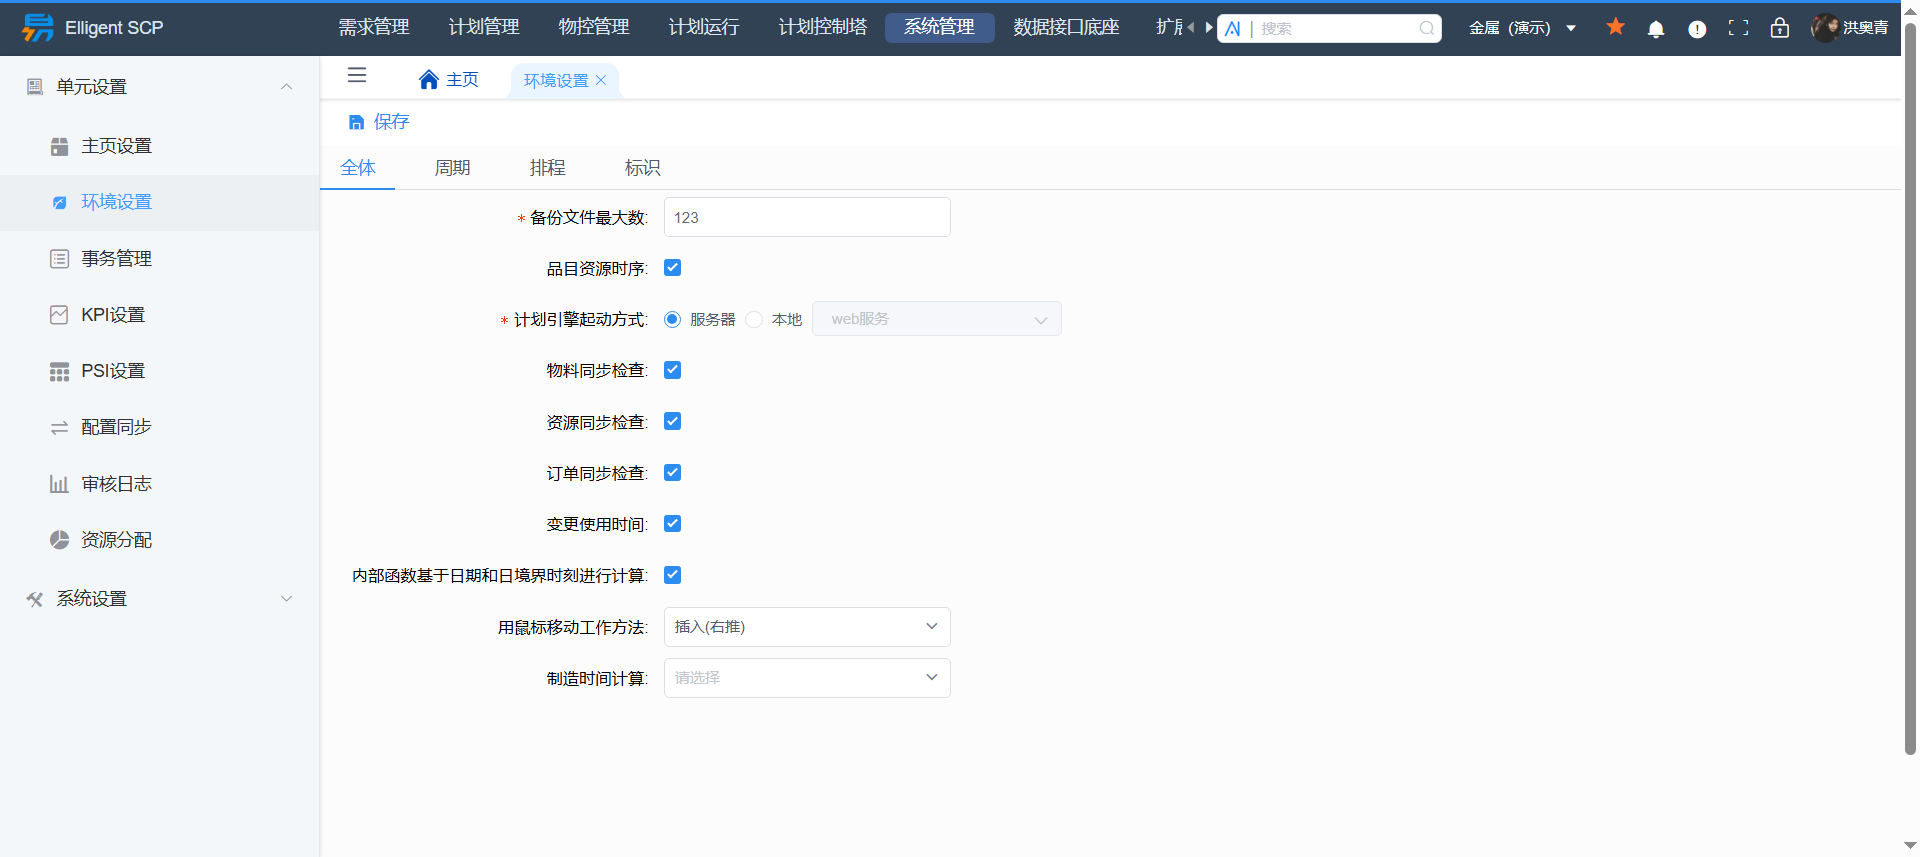 Elligent SCP
需求管理 计划管理 物控管理 计划运行 计划控制塔 系统管理 数据接口底座
搜索
金属（演示）
洪奥青
单元设置
主页设置
环境设置
事务管理
KPI设置
PSI设置
配置同步
审核日志
资源分配
系统设置
主页 环境设置
保存
全体 周期 排程 标识
* 备份文件最大数: 123
品目资源时序:
* 计划引擎起动方式: 服务器 本地 web服务
物料同步检查:
资源同步检查:
订单同步检查:
变更使用时间:
内部函数基于日期和日境界时刻进行计算:
用鼠标移动工作方法: 插入(右推)
制造时间计算: 请选择